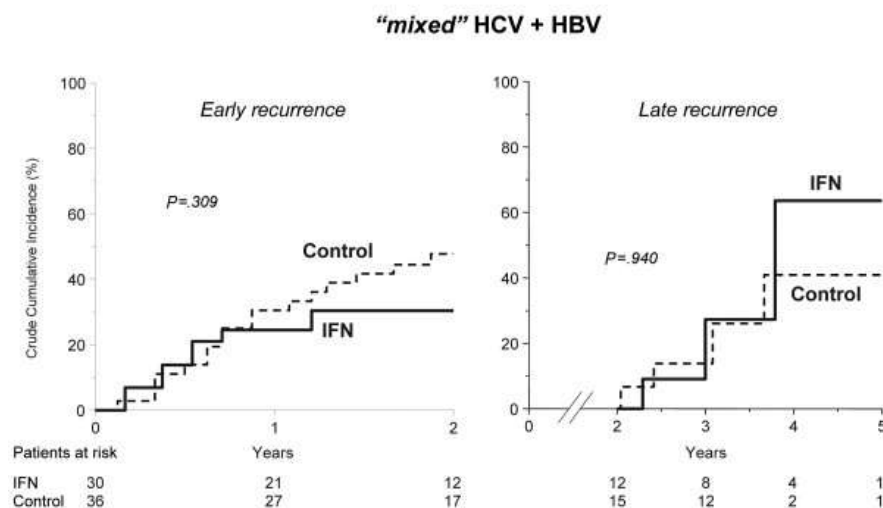 “mixed” HCV + HBV
Early recurrence
P=.309
Control
IFN
Crude Cumulative Incidence (%)
100
80
60
40
20
0
0 1 2
Years
Late recurrence
P=.940
IFN
Control
100
80
60
40
20
0
0 2 3 4 5
Years
Patients at risk
IFN 30 21 12 12 8 4 1
Control 36 27 17 15 12 2 1